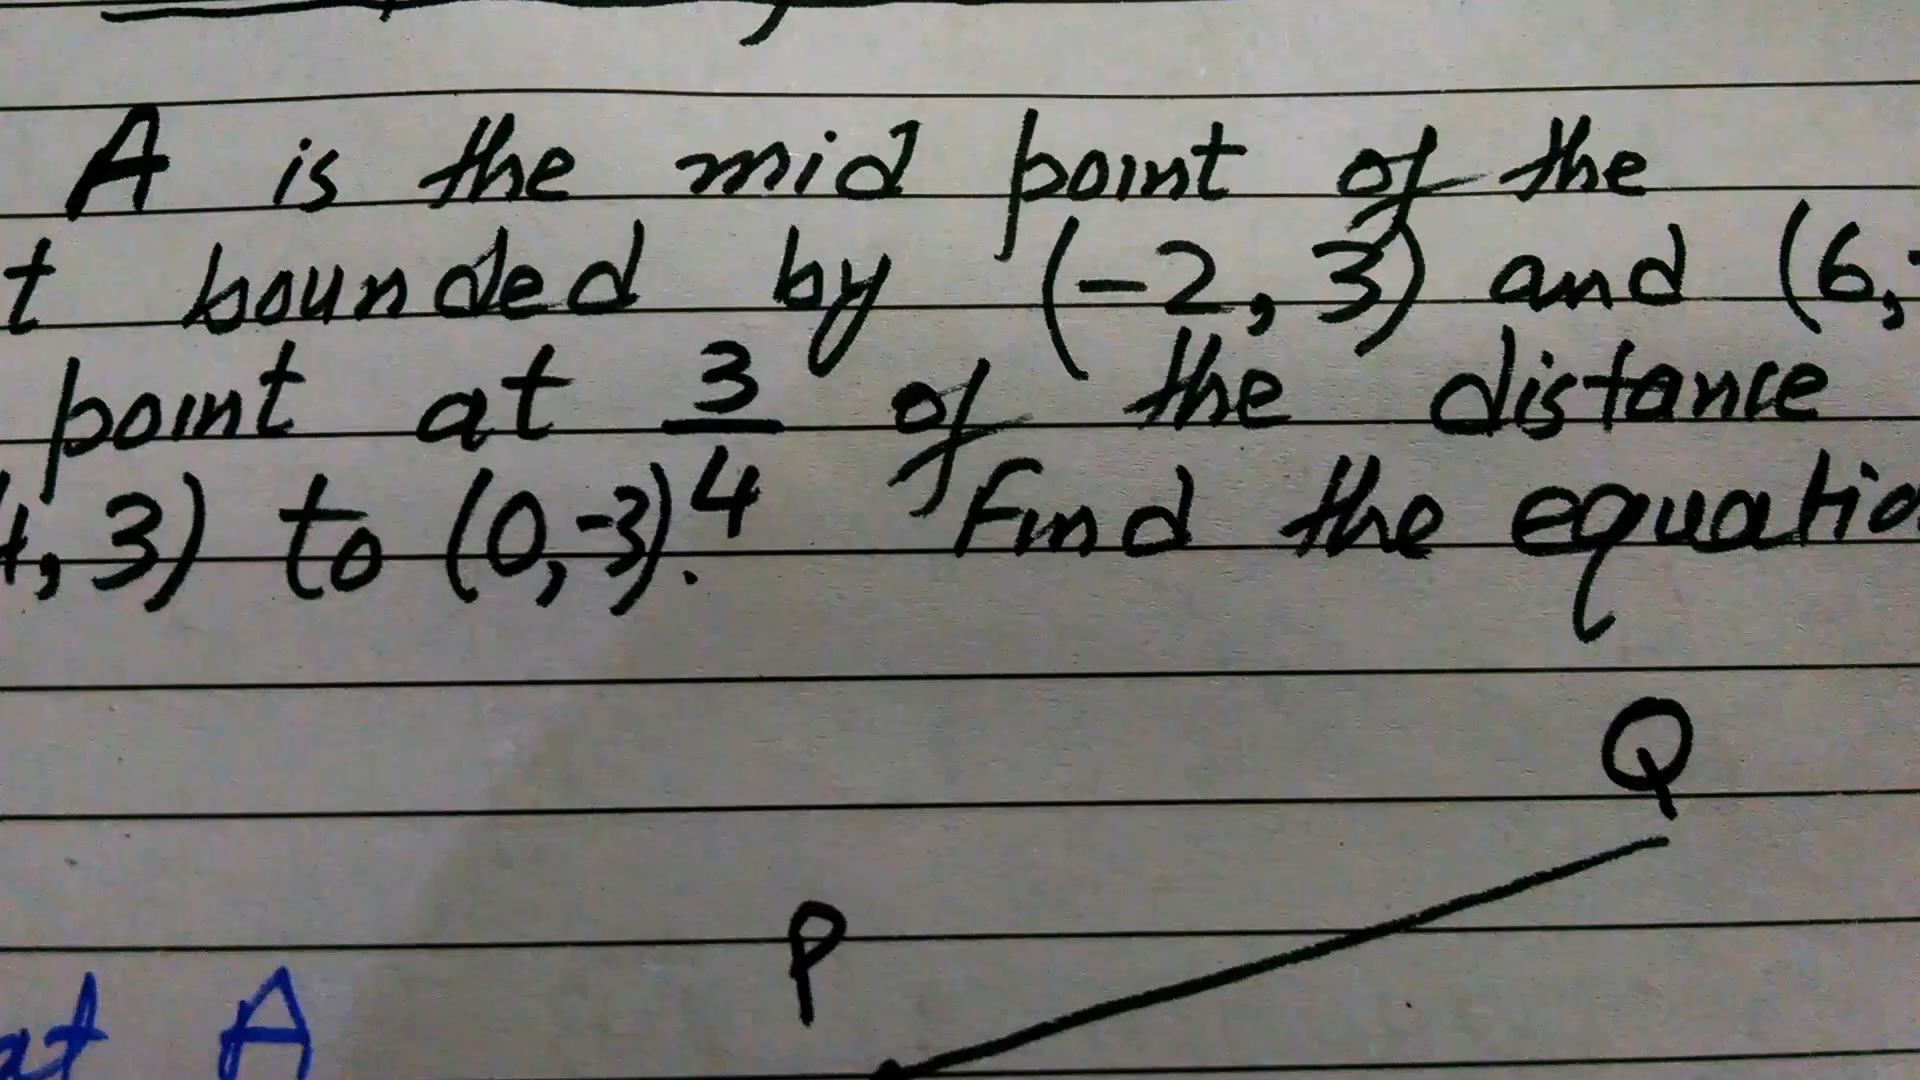 A is the mid point of the
t bounded by (-2, 3) and (6,
point at 3/4 of the distance
, 3) to (0,-3). Find the equatio
Q
P
at A